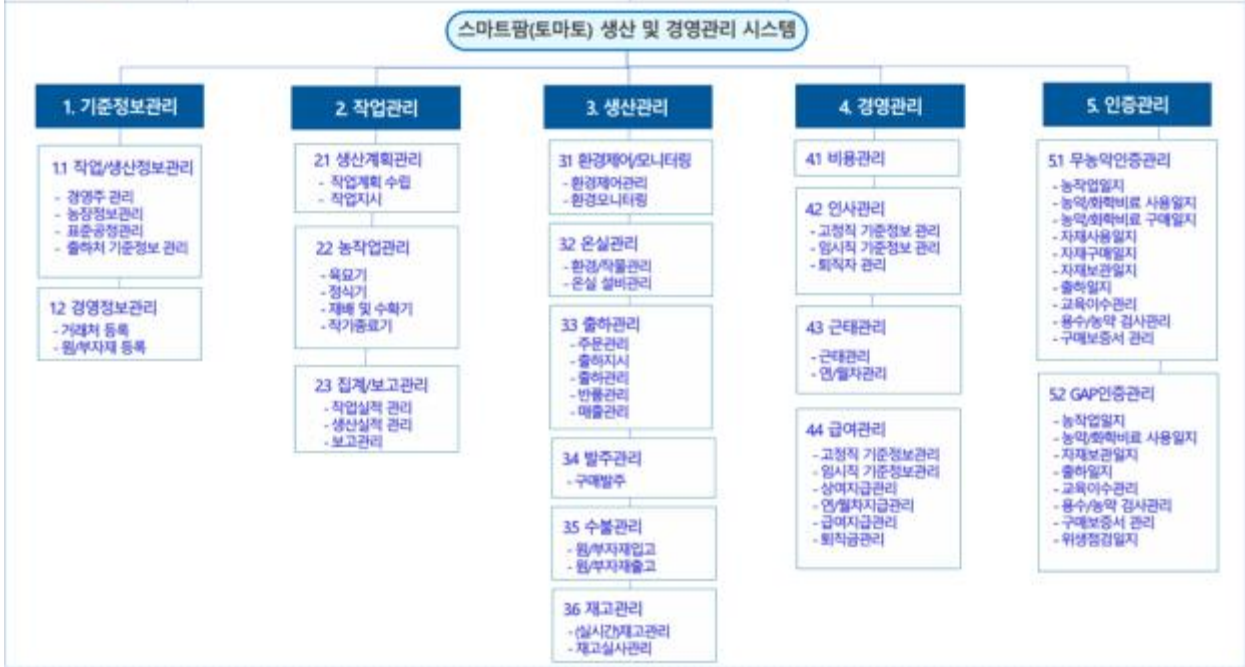 스마트팜(토마토) 생산 및 경영관리 시스템
1. 기준정보관리
1.1 작업/생산정보관리
- 경영주 관리
- 농장정보관리
- 표준공정관리
- 출하처 기준정보 관리
1.2 경영정보관리
- 거래처 등록
- 원/부자재 등록
2. 작업관리
2.1 생산계획관리
- 작업계획 수립
- 작업지시
2.2 농작업관리
- 육묘기
- 정식기
- 재배 및 수확기
- 작기종료기
2.3 집계/보고관리
- 작업실적 관리
- 생산실적 관리
- 보고관리
3. 생산관리
3.1 환경제어/모니터링
- 환경제어관리
- 환경모니터링
3.2 온실관리
- 환경/작물관리
- 온실 설비관리
3.3 출하관리
- 주문관리
- 출하지시
- 출하관리
- 반품관리
- 매출관리
3.4 발주관리
- 구매발주
3.5 수불관리
- 원/부자재입고
- 원/부자재출고
3.6 재고관리
- (실시간)재고관리
- 재고실사관리
4. 경영관리
4.1 비용관리
4.2 인사관리
- 고정직 기준정보 관리
- 임시직 기준정보 관리
- 퇴직자 관리
4.3 근태관리
- 근태관리
- 연/월차관리
4.4 급여관리
- 고정직 기준정보관리
- 임시직 기준정보관리
- 상여지급관리
- 연/월차지급관리
- 급여지급관리
- 퇴직금관리
5. 인증관리
5.1 무농약인증관리
- 농작업일지
- 농약/화학비료 사용일지
- 농약/화학비료 구매일지
- 자재사용일지
- 자재구매일지
- 자재보관일지
- 출하일지
- 교육이수관리
- 용수/농약 검사관리
- 구매보증서 관리
5.2 GAP인증관리
- 농작업일지
- 농약/화학비료 사용일지
- 자재보관일지
- 출하일지
- 교육이수관리
- 용수/농약 검사관리
- 구매보증서 관리
- 위생점검일지